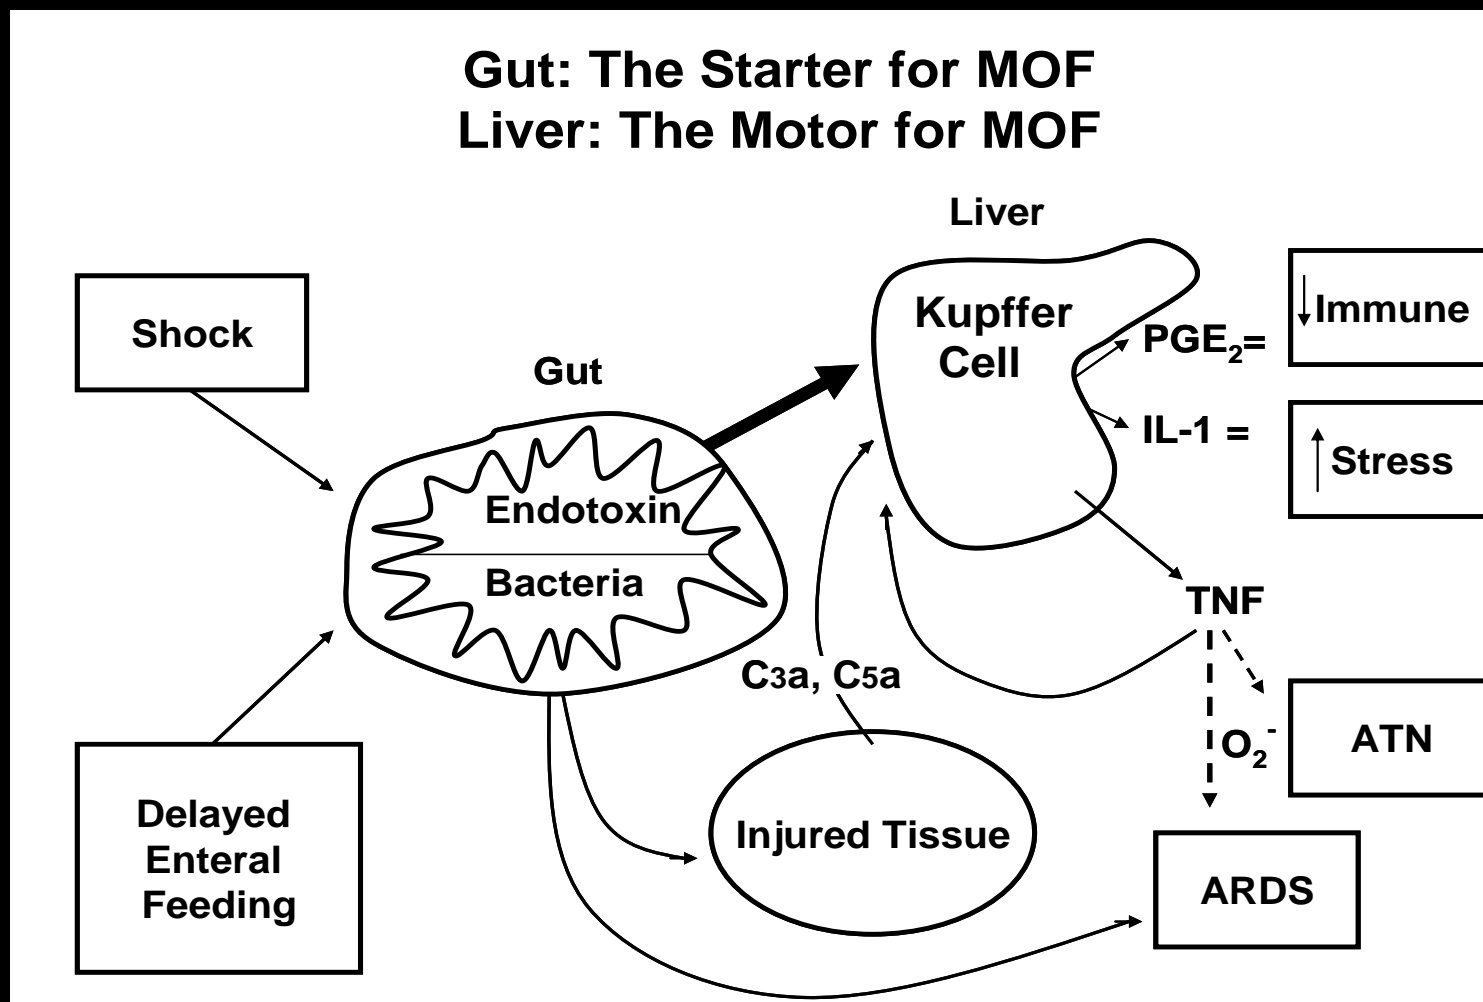 Gut: The Starter for MOF
Liver: The Motor for MOF
Liver
Shock
Gut
Kupffer
Cell
PGE₂=
↓Immune
IL-1 =
↑Stress
Endotoxin
Bacteria
TNF
C3a, C5a
O₂⁻
ATN
Delayed
Enteral
Feeding
Injured Tissue
ARDS